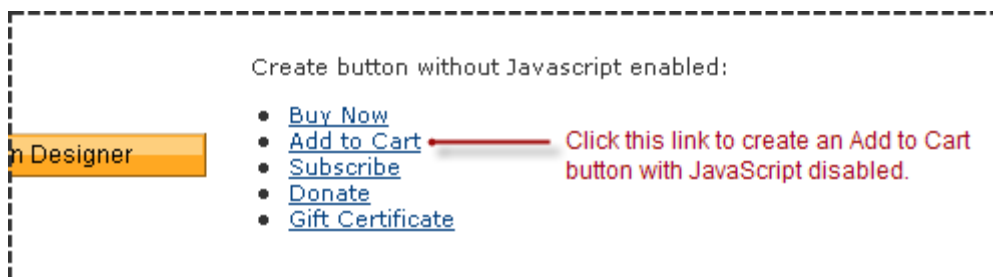 Create button without Javascript enabled:
Buy Now
Add to Cart
Click this link to create an Add to Cart
button with JavaScript disabled.
n Designer
Subscribe
Donate
Gift Certificate